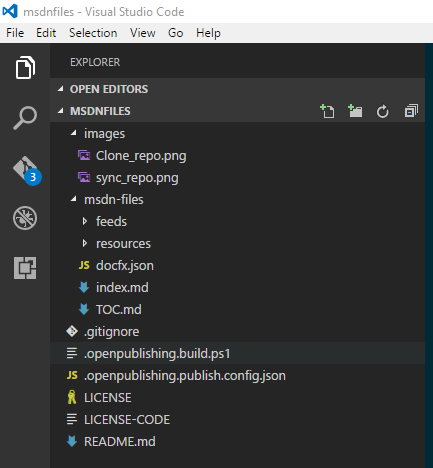 msdnfiles - Visual Studio Code
File Edit Selection View Go Help
EXPLORER
OPEN EDITORS
MSDNFILES
images
Clone_repo.png
sync_repo.png
3
msdn-files
feeds
resources
JS docfx.json
index.md
TOC.md
.gitignore
.openpublishing.build.ps1
JS .openpublishing.publish.config.json
LICENSE
LICENSE-CODE
README.md